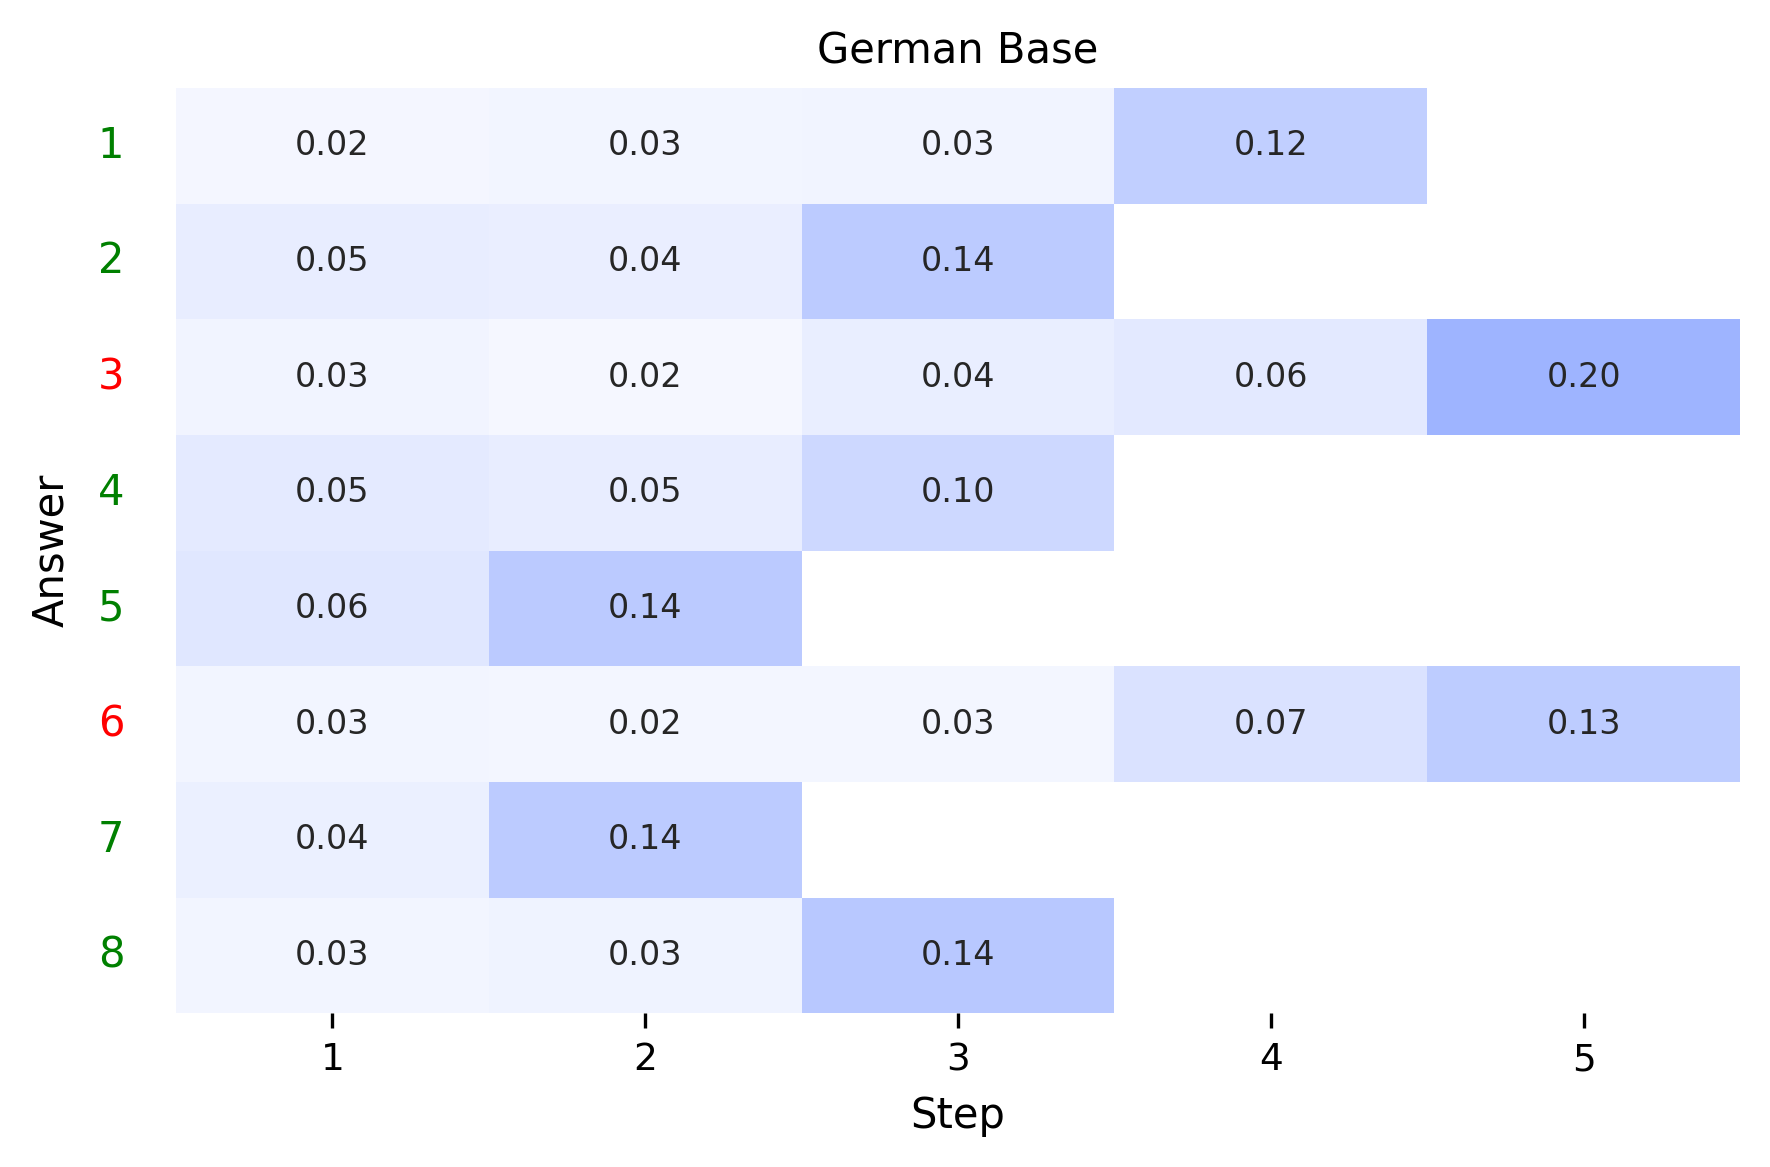 German Base
1 0.02 0.03 0.03 0.12
2 0.05 0.04 0.14
3 0.03 0.02 0.04 0.06 0.20
4 0.05 0.05 0.10
5 0.06 0.14
6 0.03 0.02 0.03 0.07 0.13
7 0.04 0.14
8 0.03 0.03 0.14
Answer
1 2 3 4 5
Step